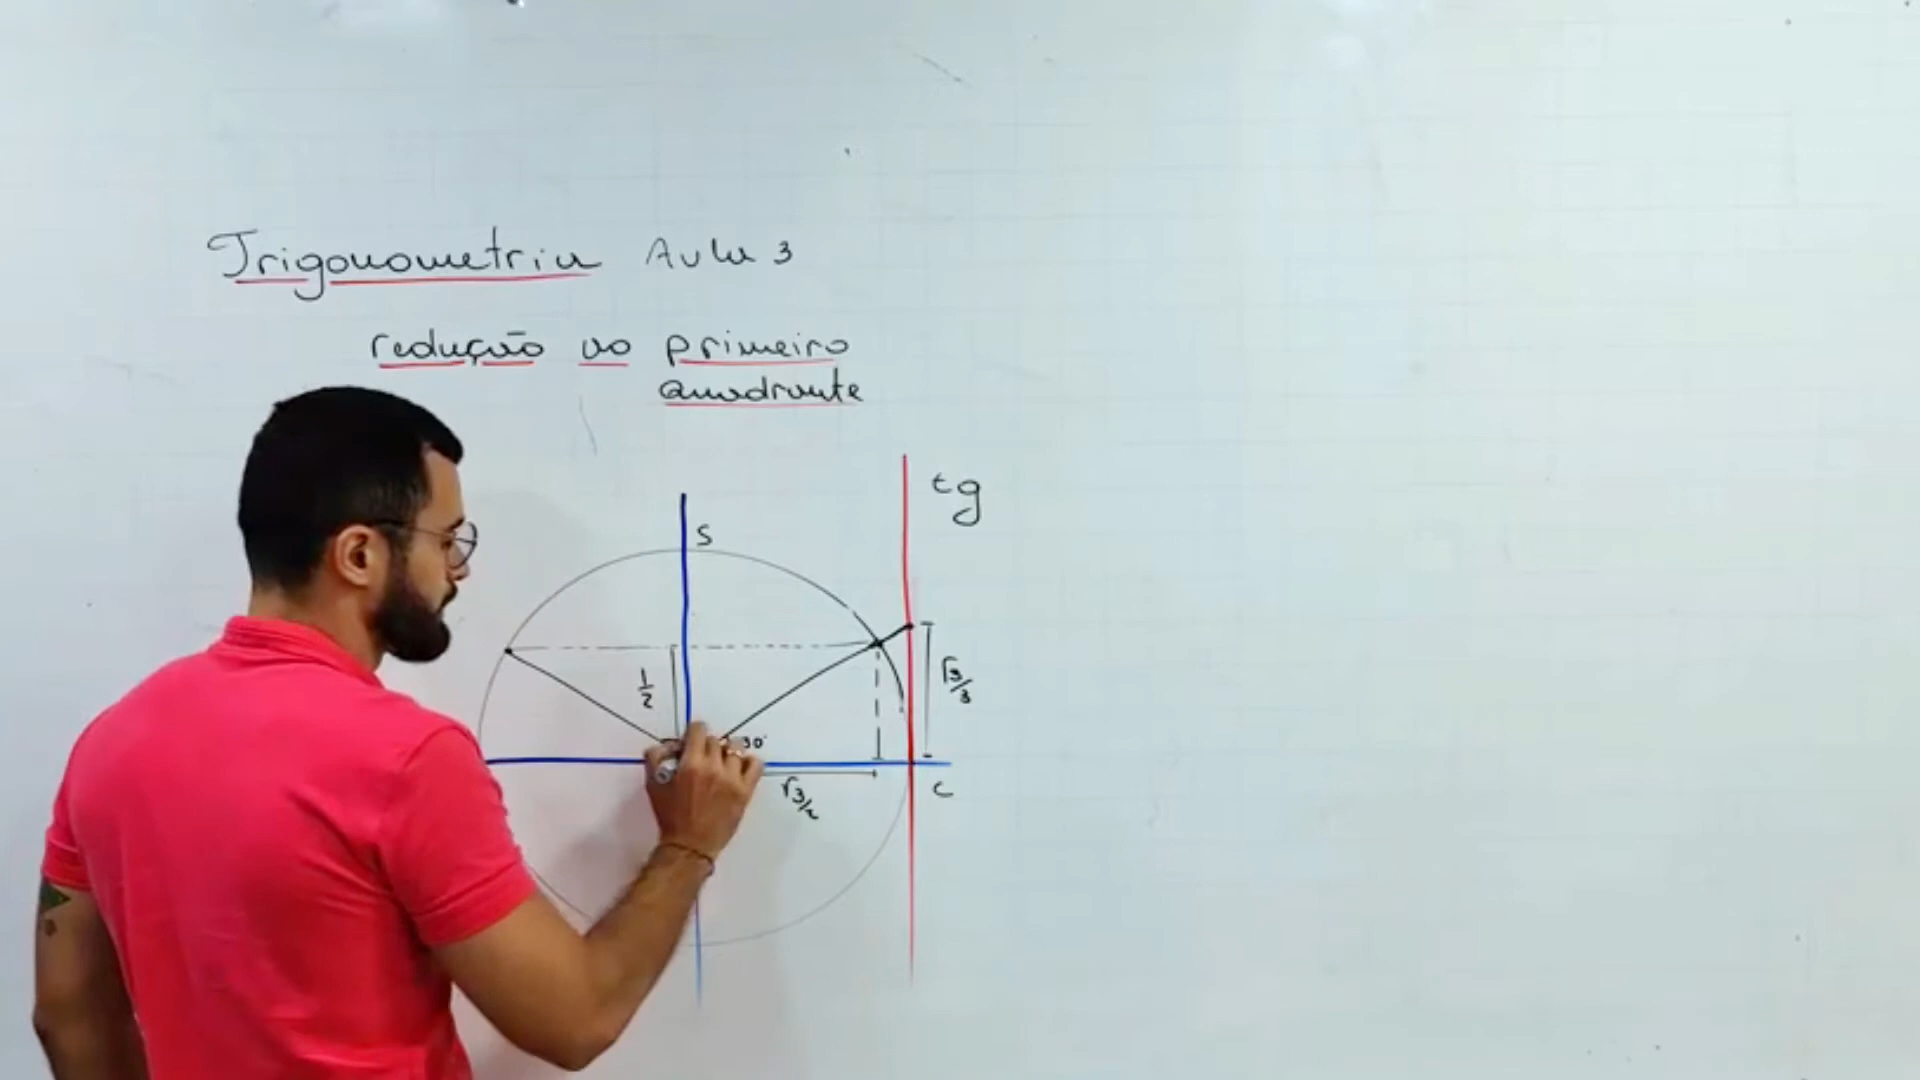 Trigonometria Aula 3
redução ao primeiro
quadrante
tg
S
1/2
√3/3
30°
√3/2
C